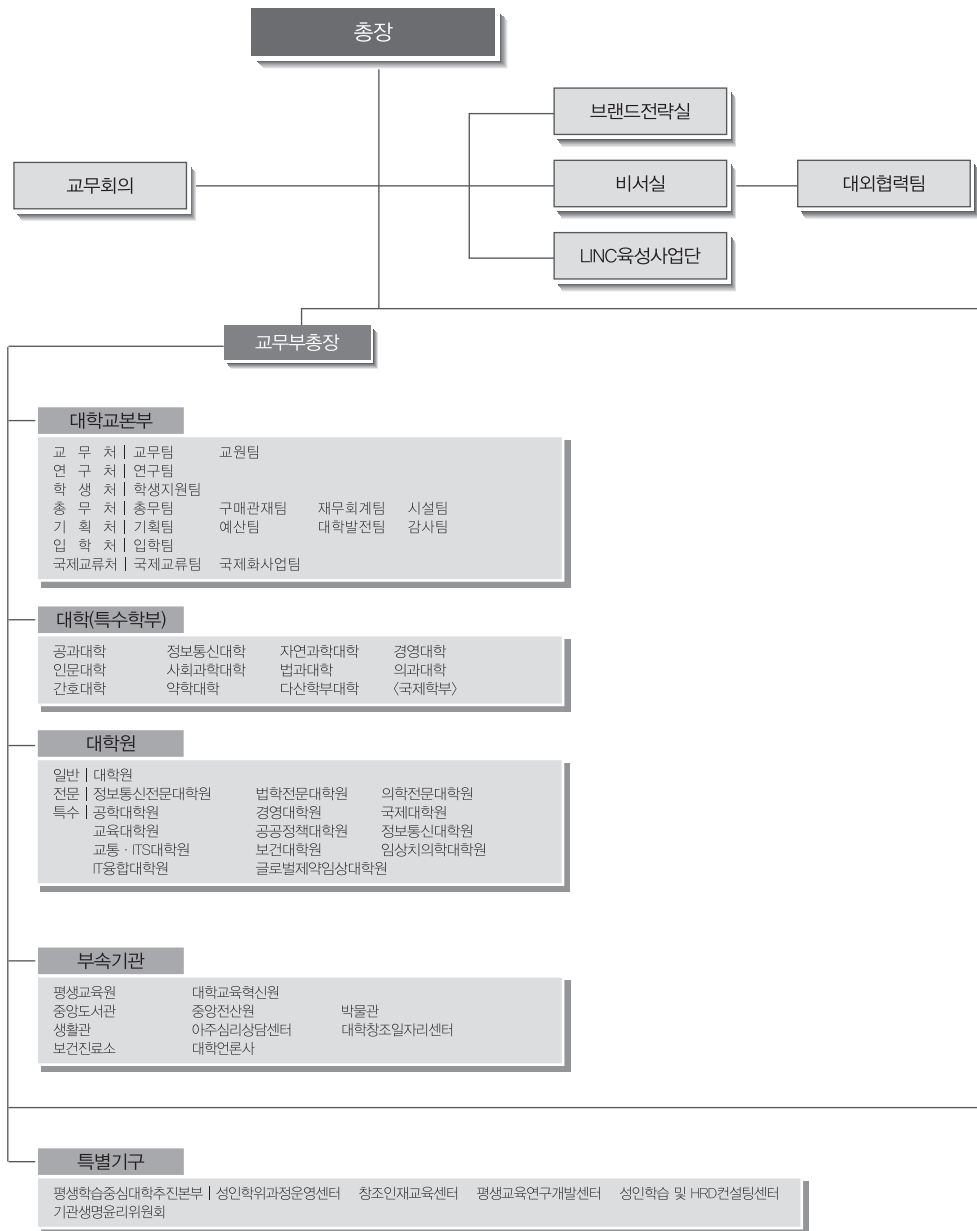 총장
브랜드전략실
교무회의
비서실
대외협력팀
LINC육성사업단
교무부총장
대학교본부
교 무 처 | 교무팀 교원팀
연 구 처 | 연구팀
학 생 처 | 학생지원팀
총 무 처 | 총무팀 구매관재팀 재무회계팀 시설팀
기 획 처 | 기획팀 예산팀 대학발전팀 감사팀
입 학 처 | 입학팀
국제교류처 | 국제교류팀 국제화사업팀
대학(특수학부)
공과대학 정보통신대학 자연과학대학 경영대학
인문대학 사회과학대학 법과대학 의과대학
간호대학 약학대학 다산학부대학 〈국제학부〉
대학원
일반 | 대학원
전문 | 정보통신전문대학원 법학전문대학원 의학전문대학원
특수 | 공학대학원 경영대학원 국제대학원
교육대학원 공공정책대학원 정보통신대학원
교통 · ITS대학원 보건대학원 임상치의학대학원
IT융합대학원 글로벌제약임상대학원
부속기관
평생교육원 대학교육혁신원
중앙도서관 중앙전산원 박물관
생활관 아주심리상담센터 대학창조일자리센터
보건진료소 대학언론사
특별기구
평생학습중심대학추진본부 | 성인학위과정운영센터 창조인재교육센터 평생교육연구개발센터 성인학습 및 HRD컨설팅센터
기관생명윤리위원회